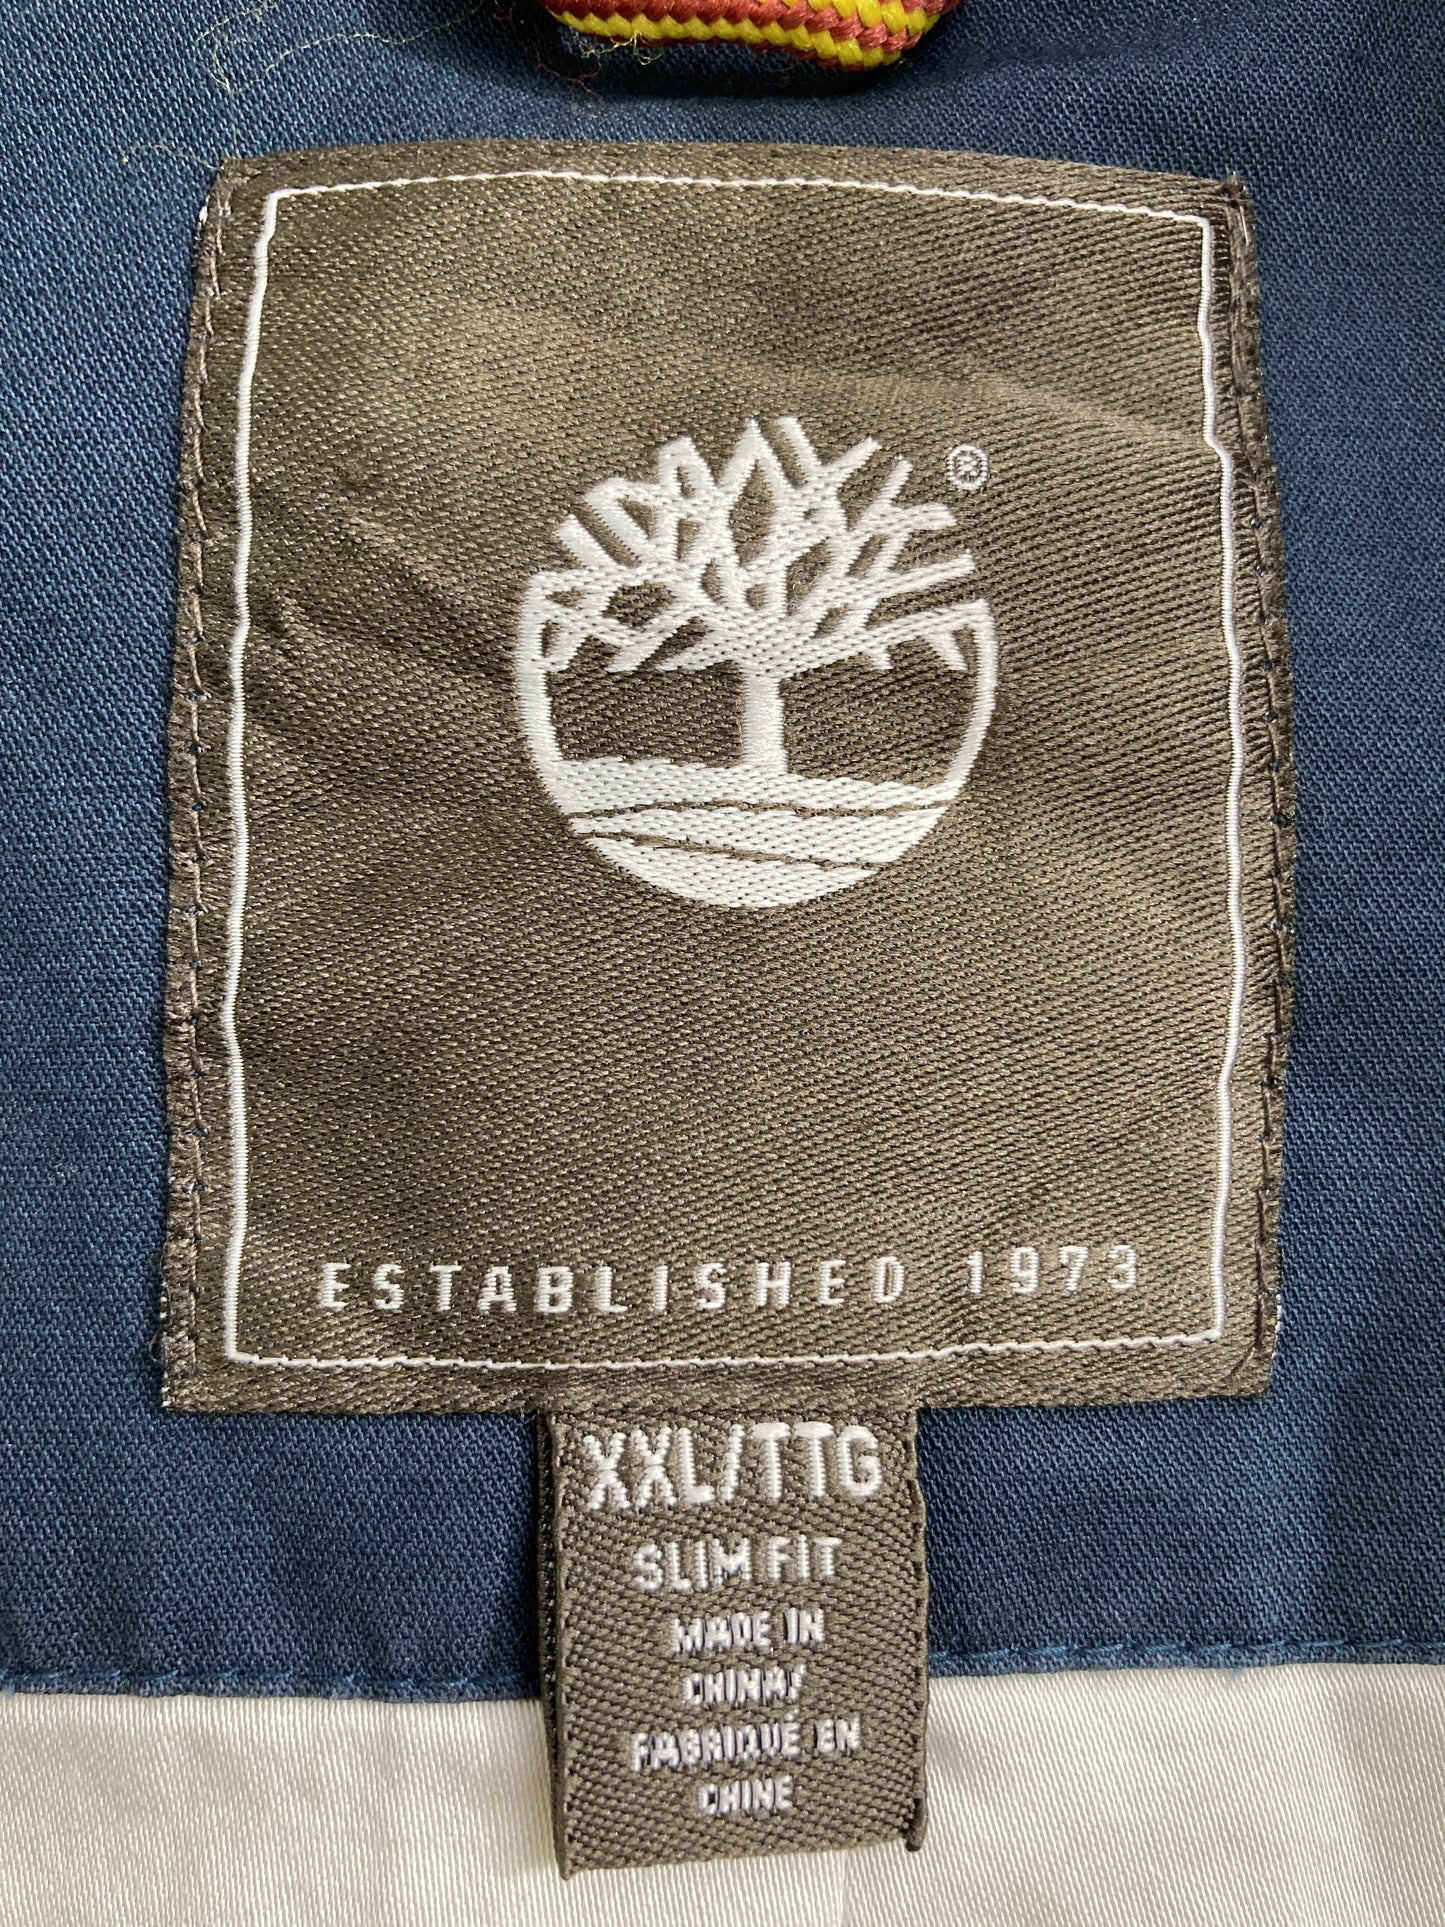 ®
ESTABLISHED 1973
XXL/TTG
SLIM FIT
MADE IN
CHINA/
FABRIQUÉ EN
CHINE